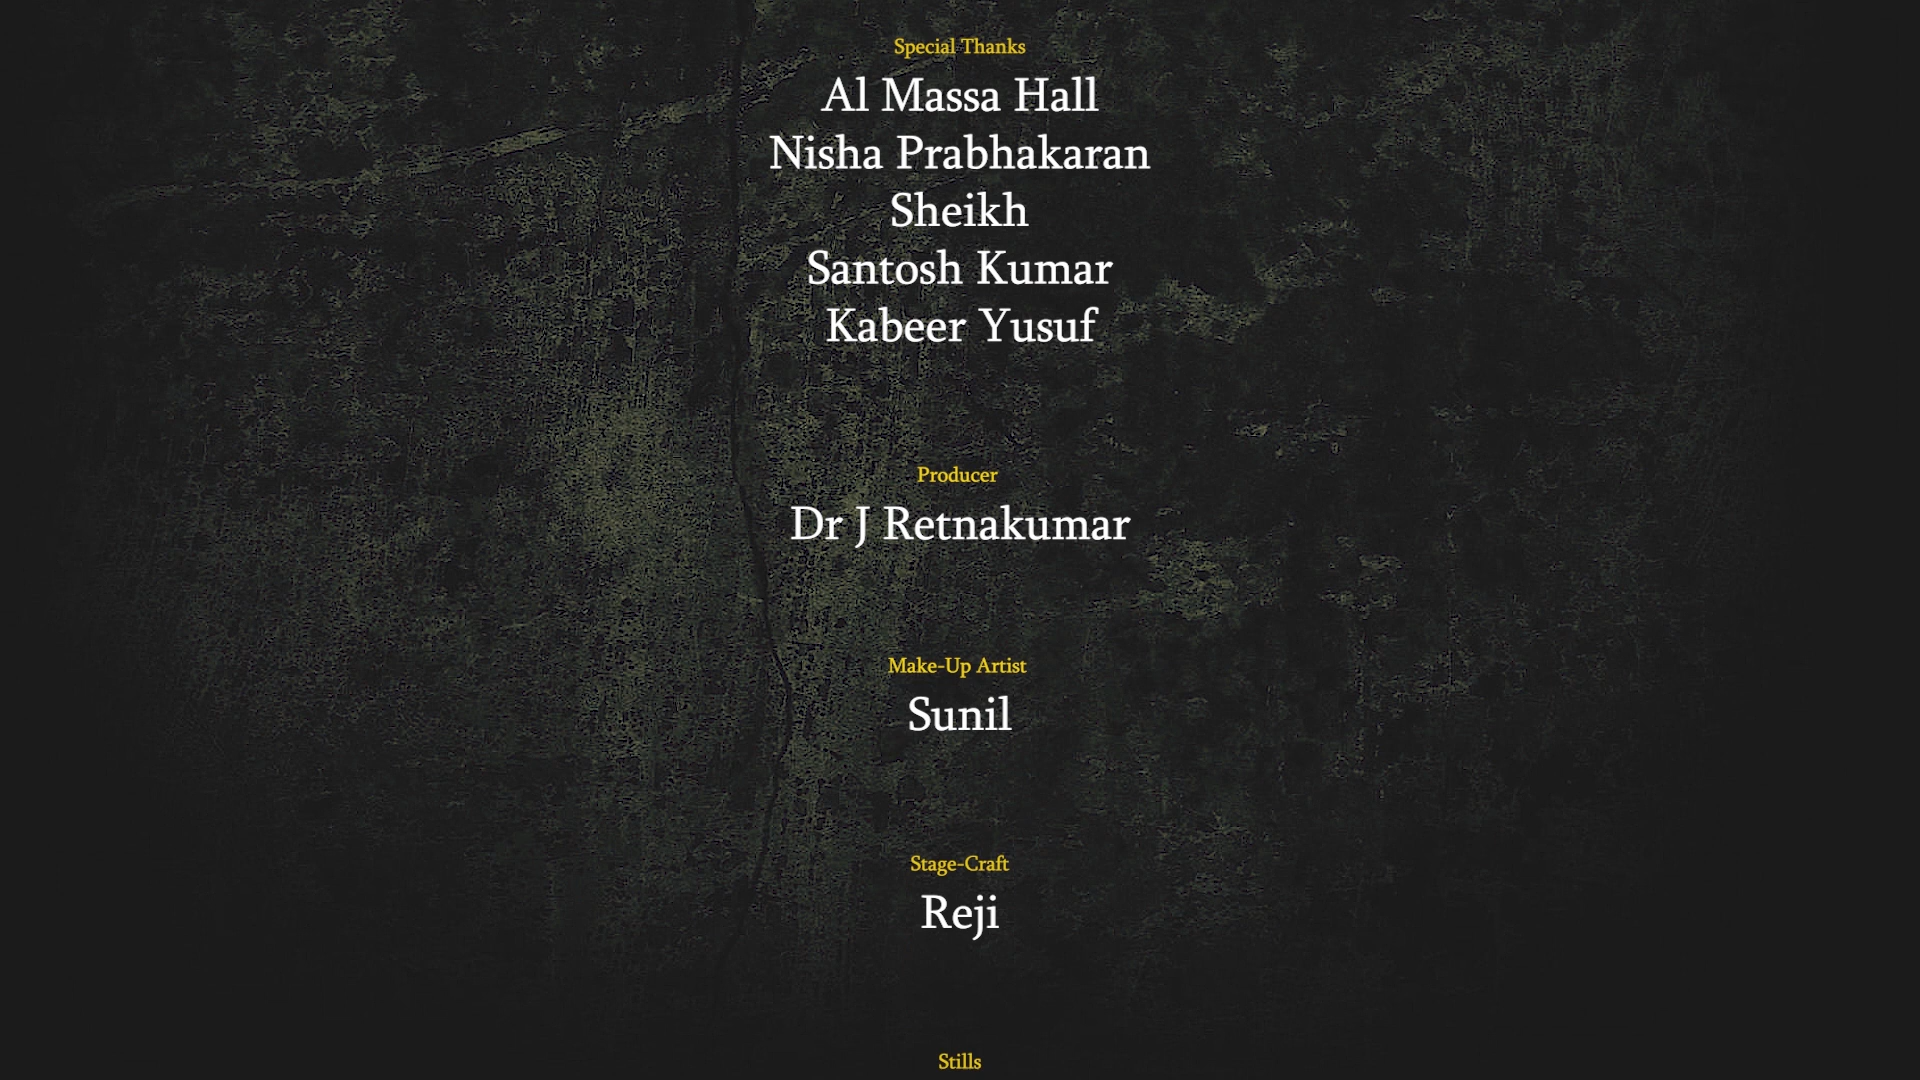 Special Thanks
Al Massa Hall
Nisha Prabhakaran
Sheikh
Santosh Kumar
Kabeer Yusuf
Producer
Dr J Retnakumar
Make-Up Artist
Sunil
Stage-Craft
Reji
Stills